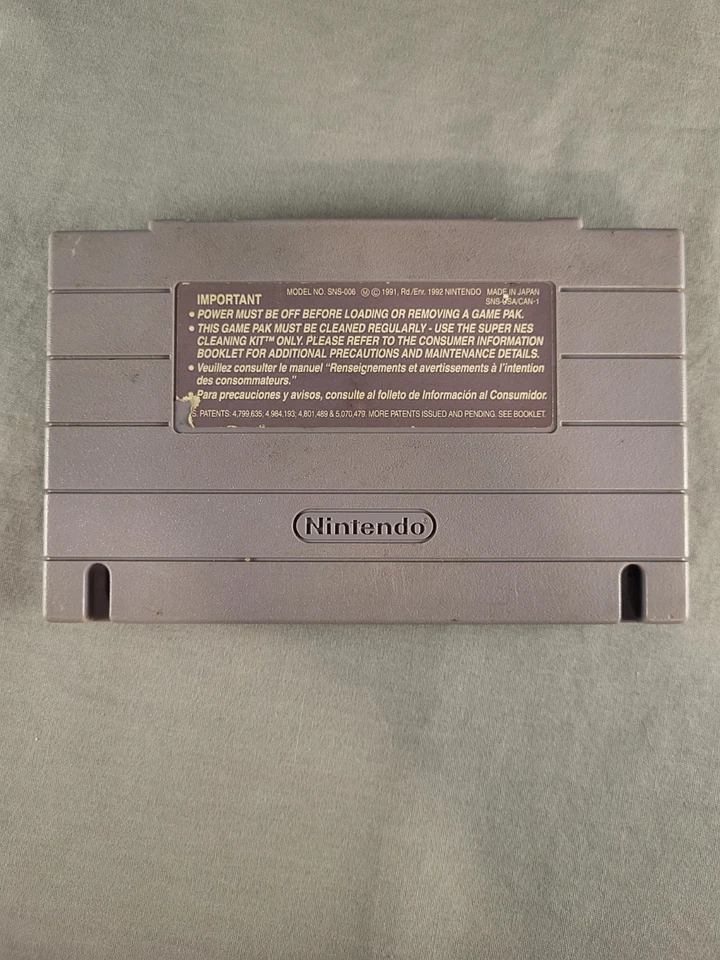 IMPORTANT
MODEL NO. SNS-006 Ⓜ © 1991, Rd./Enr. 1992 NINTENDO MADE IN JAPAN
SNS-USA/CAN-1
• POWER MUST BE OFF BEFORE LOADING OR REMOVING A GAME PAK.
• THIS GAME PAK MUST BE CLEANED REGULARLY - USE THE SUPER NES
CLEANING KIT™ ONLY. PLEASE REFER TO THE CONSUMER INFORMATION
BOOKLET FOR ADDITIONAL PRECAUTIONS AND MAINTENANCE DETAILS.
• Veuillez consulter le manuel "Renseignements et avertissements à l'intention
des consommateurs."
• Para precauciones y avisos, consulte al folleto de Información al Consumidor.
S. PATENTS: 4,799,635; 4,984,193; 4,801,489 & 5,070,479. MORE PATENTS ISSUED AND PENDING. SEE BOOKLET.
Nintendo®